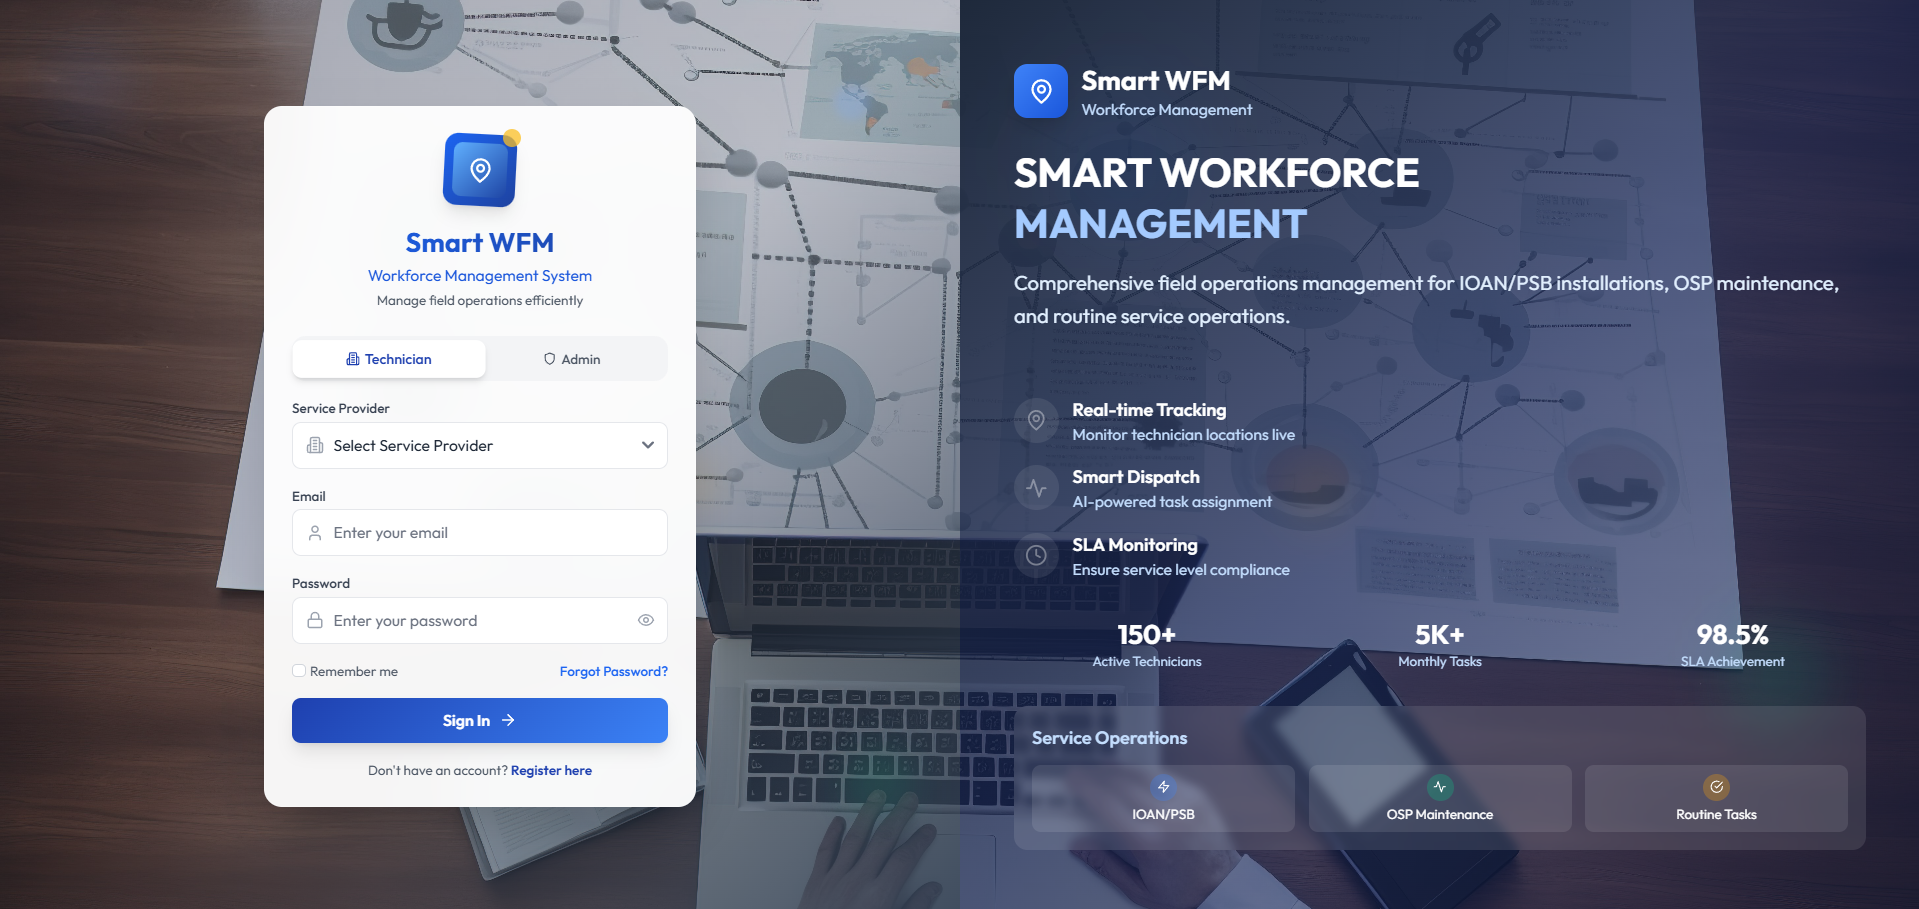 Smart WFM
Workforce Management System
Manage field operations efficiently
Technician
Admin
Service Provider
Select Service Provider
Email
Enter your email
Password
Enter your password
Remember me
Forgot Password?
Sign In
Don't have an account? Register here
Smart WFM
Workforce Management
SMART WORKFORCE
MANAGEMENT
Comprehensive field operations management for IOAN/PSB installations, OSP maintenance,
and routine service operations.
Real-time Tracking
Monitor technician locations live
Smart Dispatch
AI-powered task assignment
SLA Monitoring
Ensure service level compliance
150+
Active Technicians
5K+
Monthly Tasks
98.5%
SLA Achievement
Service Operations
IOAN/PSB
OSP Maintenance
Routine Tasks